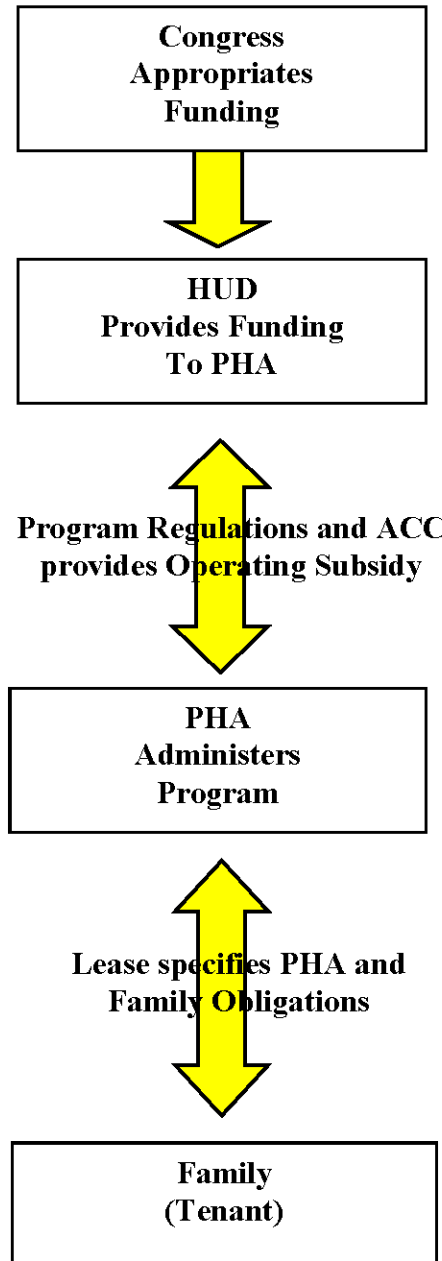 Congress
Appropriates
Funding
HUD
Provides Funding
To PHA
Program Regulations and ACC
provides Operating Subsidy
PHA
Administers
Program
Lease specifies PHA and
Family Obligations
Family
(Tenant)